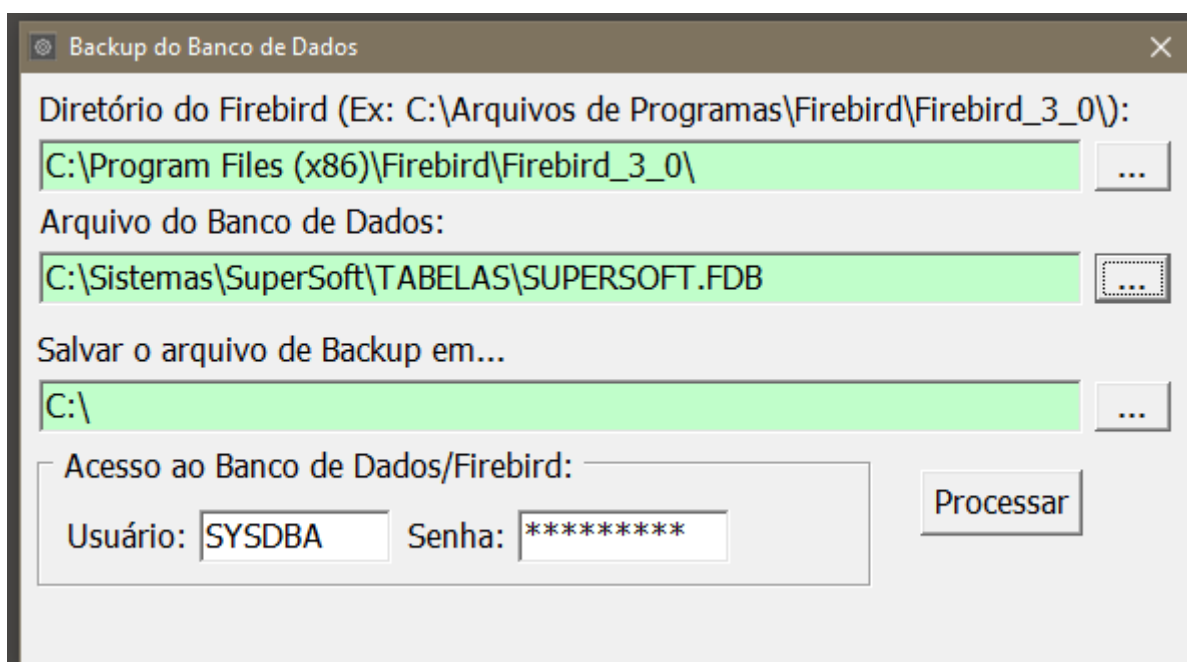 Backup do Banco de Dados
Diretório do Firebird (Ex: C:\Arquivos de Programas\Firebird\Firebird_3_0\):
C:\Program Files (x86)\Firebird\Firebird_3_0\
...
Arquivo do Banco de Dados:
C:\Sistemas\SuperSoft\TABELAS\SUPERSOFT.FDB
...
Salvar o arquivo de Backup em...
C:\
...
Acesso ao Banco de Dados/Firebird:
Usuário: SYSDBA Senha: *********
Processar